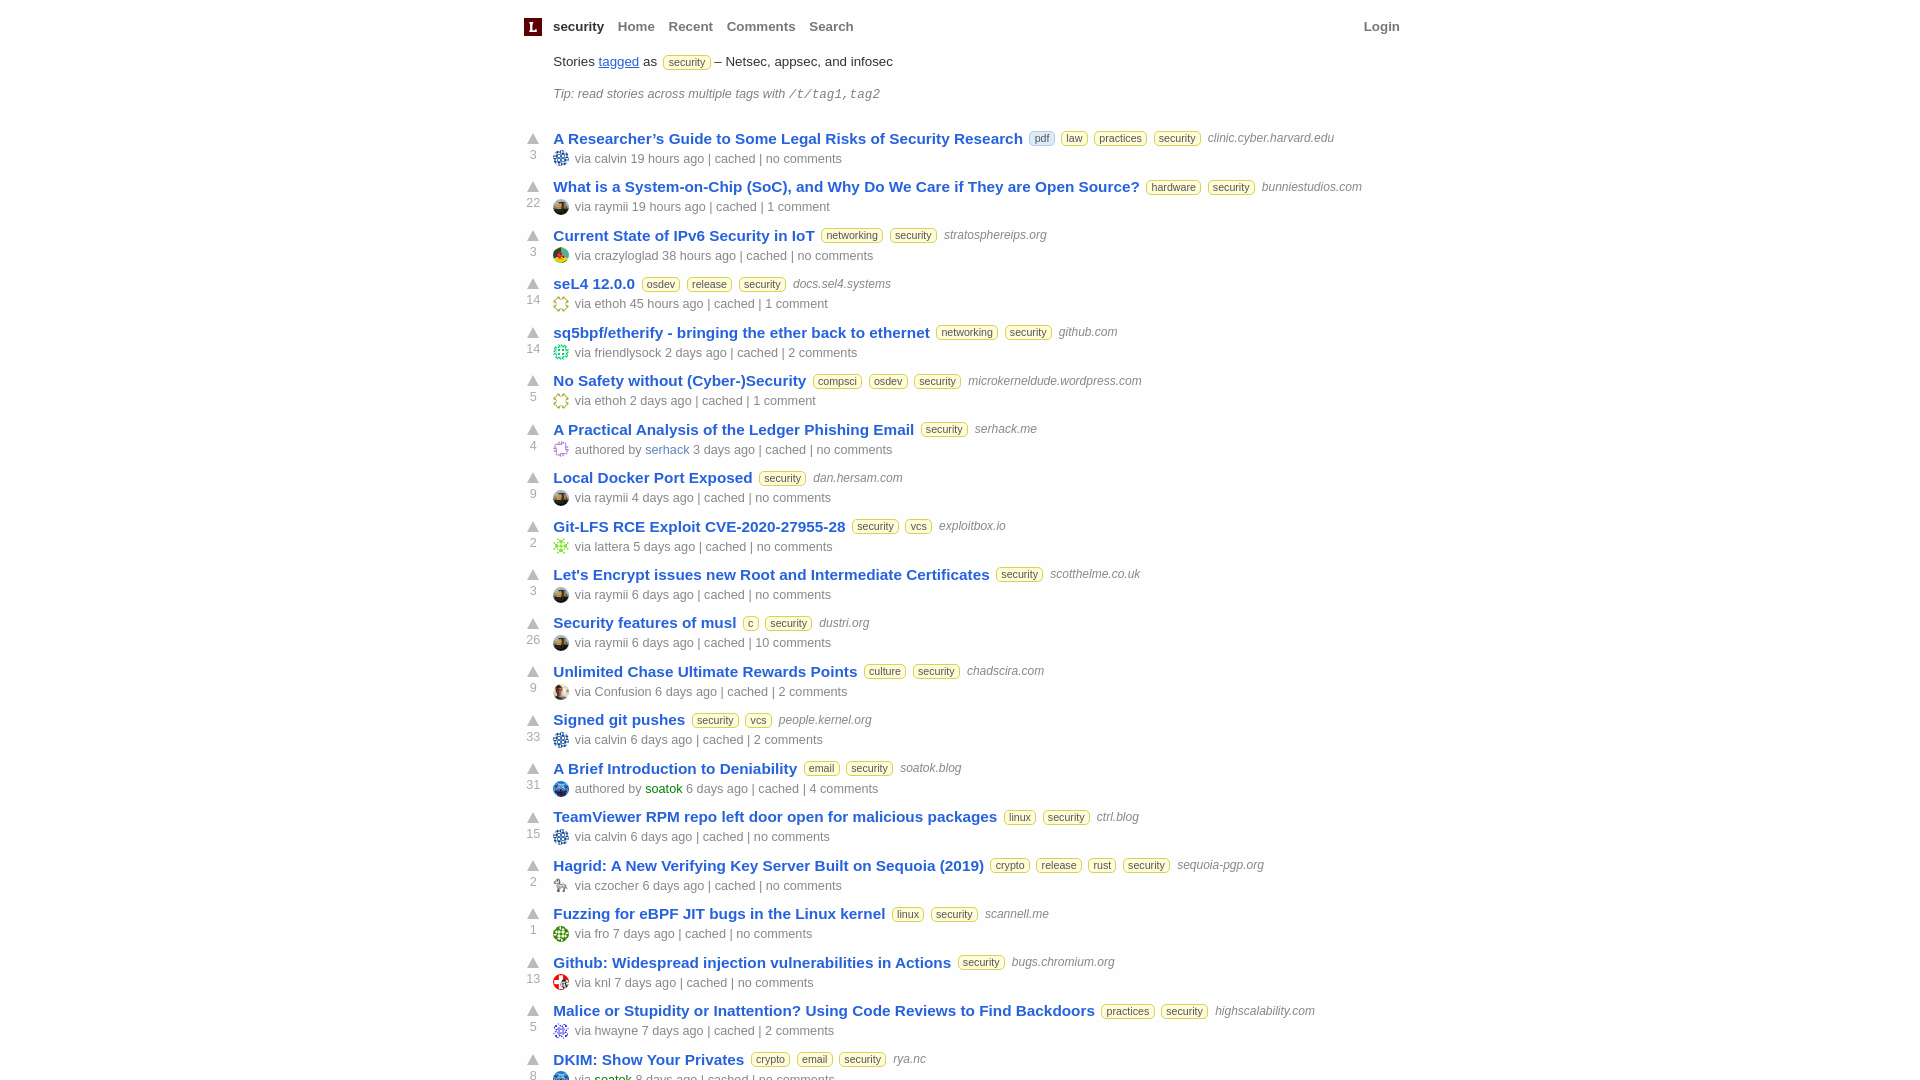 L security Home Recent Comments Search Login
Stories tagged as security – Netsec, appsec, and infosec
Tip: read stories across multiple tags with /t/tag1,tag2
A Researcher’s Guide to Some Legal Risks of Security Research pdf law practices security clinic.cyber.harvard.edu
3 via calvin 19 hours ago | cached | no comments
What is a System-on-Chip (SoC), and Why Do We Care if They are Open Source? hardware security bunniestudios.com
22 via raymii 19 hours ago | cached | 1 comment
Current State of IPv6 Security in IoT networking security stratosphereips.org
3 via crazyloglad 38 hours ago | cached | no comments
seL4 12.0.0 osdev release security docs.sel4.systems
14 via ethoh 45 hours ago | cached | 1 comment
sq5bpf/etherify - bringing the ether back to ethernet networking security github.com
14 via friendlysock 2 days ago | cached | 2 comments
No Safety without (Cyber-)Security compsci osdev security microkerneldude.wordpress.com
5 via ethoh 2 days ago | cached | 1 comment
A Practical Analysis of the Ledger Phishing Email security serhack.me
4 authored by serhack 3 days ago | cached | no comments
Local Docker Port Exposed security dan.hersam.com
9 via raymii 4 days ago | cached | no comments
Git-LFS RCE Exploit CVE-2020-27955-28 security vcs exploitbox.io
2 via lattera 5 days ago | cached | no comments
Let's Encrypt issues new Root and Intermediate Certificates security scotthelme.co.uk
3 via raymii 6 days ago | cached | no comments
Security features of musl c security dustri.org
26 via raymii 6 days ago | cached | 10 comments
Unlimited Chase Ultimate Rewards Points culture security chadscira.com
9 via Confusion 6 days ago | cached | 2 comments
Signed git pushes security vcs people.kernel.org
33 via calvin 6 days ago | cached | 2 comments
A Brief Introduction to Deniability email security soatok.blog
31 authored by soatok 6 days ago | cached | 4 comments
TeamViewer RPM repo left door open for malicious packages linux security ctrl.blog
15 via calvin 6 days ago | cached | no comments
Hagrid: A New Verifying Key Server Built on Sequoia (2019) crypto release rust security sequoia-pgp.org
2 via czocher 6 days ago | cached | no comments
Fuzzing for eBPF JIT bugs in the Linux kernel linux security scannell.me
1 via fro 7 days ago | cached | no comments
Github: Widespread injection vulnerabilities in Actions security bugs.chromium.org
13 via knl 7 days ago | cached | no comments
Malice or Stupidity or Inattention? Using Code Reviews to Find Backdoors practices security highscalability.com
5 via hwayne 7 days ago | cached | 2 comments
DKIM: Show Your Privates crypto email security rya.nc
8 via soatok 8 days ago | cached | no comments